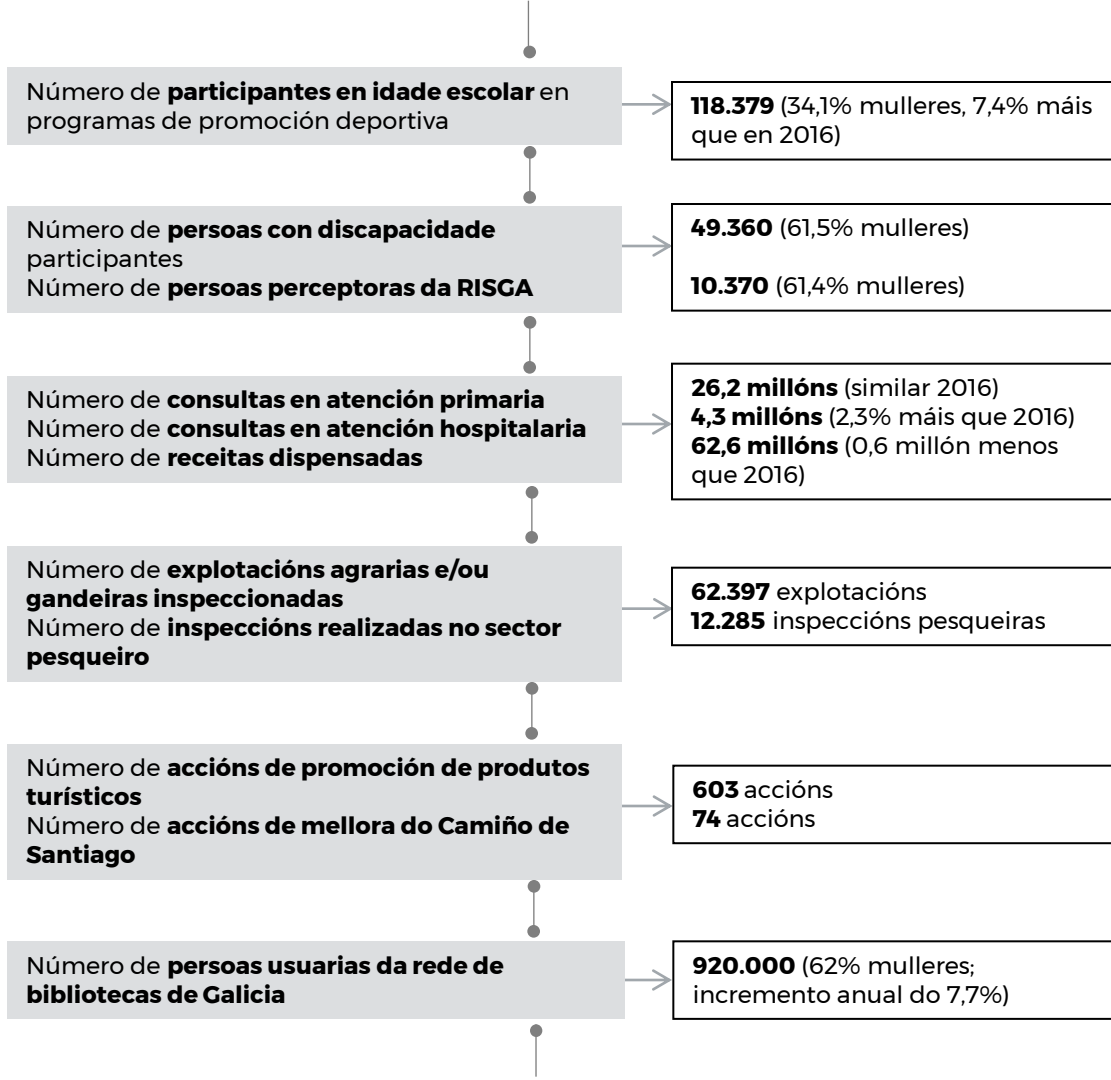 Número de participantes en idade escolar en
programas de promoción deportiva
118.379 (34,1% mulleres, 7,4% máis
que en 2016)
Número de persoas con discapacidade
participantes
Número de persoas perceptoras da RISGA
49.360 (61,5% mulleres)
10.370 (61,4% mulleres)
Número de consultas en atención primaria
Número de consultas en atención hospitalaria
Número de receitas dispensadas
26,2 millóns (similar 2016)
4,3 millóns (2,3% máis que 2016)
62,6 millóns (0,6 millón menos
que 2016)
Número de explotacións agrarias e/ou
gandeiras inspeccionadas
Número de inspeccións realizadas no sector
pesqueiro
62.397 explotacións
12.285 inspeccións pesqueiras
Número de accións de promoción de produtos
turísticos
Número de accións de mellora do Camiño de
Santiago
603 accións
74 accións
Número de persoas usuarias da rede de
bibliotecas de Galicia
920.000 (62% mulleres;
incremento anual do 7,7%)